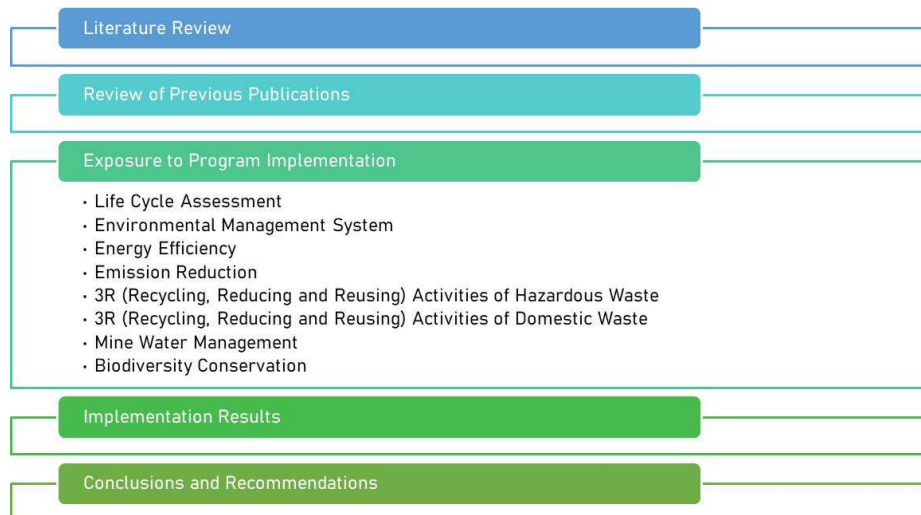 Literature Review
Review of Previous Publications
Exposure to Program Implementation
• Life Cycle Assessment
• Environmental Management System
• Energy Efficiency
• Emission Reduction
• 3R (Recycling, Reducing and Reusing) Activities of Hazardous Waste
• 3R (Recycling, Reducing and Reusing) Activities of Domestic Waste
• Mine Water Management
• Biodiversity Conservation
Implementation Results
Conclusions and Recommendations